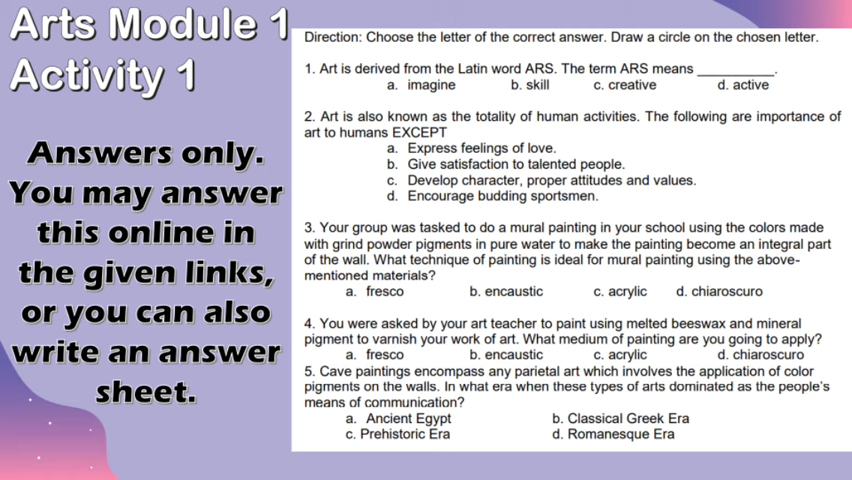 Arts Module 1
Activity 1
Answers only.
You may answer
this online in
the given links,
or you can also
write an answer
sheet.
Direction: Choose the letter of the correct answer. Draw a circle on the chosen letter.
1. Art is derived from the Latin word ARS. The term ARS means __________.
a. imagine b. skill c. creative d. active
2. Art is also known as the totality of human activities. The following are importance of
art to humans EXCEPT
a. Express feelings of love.
b. Give satisfaction to talented people.
c. Develop character, proper attitudes and values.
d. Encourage budding sportsmen.
3. Your group was tasked to do a mural painting in your school using the colors made
with grind powder pigments in pure water to make the painting become an integral part
of the wall. What technique of painting is ideal for mural painting using the above-
mentioned materials?
a. fresco b. encaustic c. acrylic d. chiaroscuro
4. You were asked by your art teacher to paint using melted beeswax and mineral
pigment to varnish your work of art. What medium of painting are you going to apply?
a. fresco b. encaustic c. acrylic d. chiaroscuro
5. Cave paintings encompass any parietal art which involves the application of color
pigments on the walls. In what era when these types of arts dominated as the people's
means of communication?
a. Ancient Egypt b. Classical Greek Era
c. Prehistoric Era d. Romanesque Era